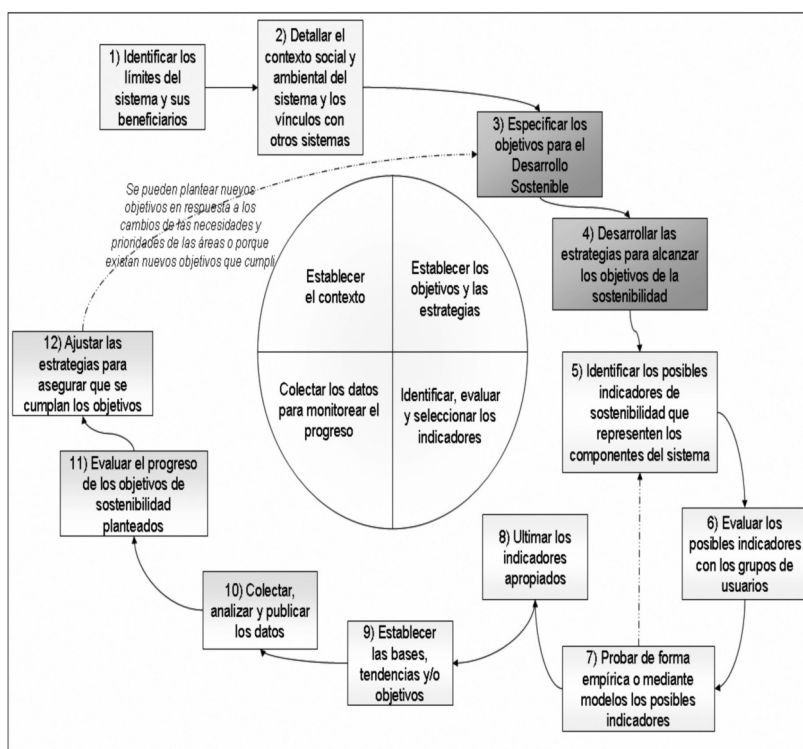 1) Identificar los
límites del
sistema y sus
beneficiarios
2) Detallar el
contexto social y
ambiental del
sistema y los
vínculos con
otros sistemas
3) Especificar los
objetivos para el
Desarrollo
Sostenible
Se pueden plantear nuevos
objetivos en respuesta a los
cambios de las necesidades y
prioridades de las áreas o porque
existan nuevos objetivos que cumpli
4) Desarrollar las
estrategias para alcanzar
los objetivos de la
sostenibilidad
Establecer
el contexto
Establecer los
objetivos y las
estrategias
Colectar los datos
para monitorear el
progreso
Identificar, evaluar
y seleccionar los
indicadores
5) Identificar los posibles
indicadores de
sostenibilidad que
representen los
componentes del sistema
6) Evaluar los
posibles indicadores
con los grupos de
usuarios
7) Probar de forma
empírica o mediante
modelos los posibles
indicadores
8) Ultimar los
indicadores
apropiados
9) Establecer
las bases,
tendencias y/o
objetivos
10) Colectar,
analizar y publicar
los datos
11) Evaluar el progreso
de los objetivos de
sostenibilidad
planteados
12) Ajustar las
estrategias para
asegurar que se
cumplan los objetivos